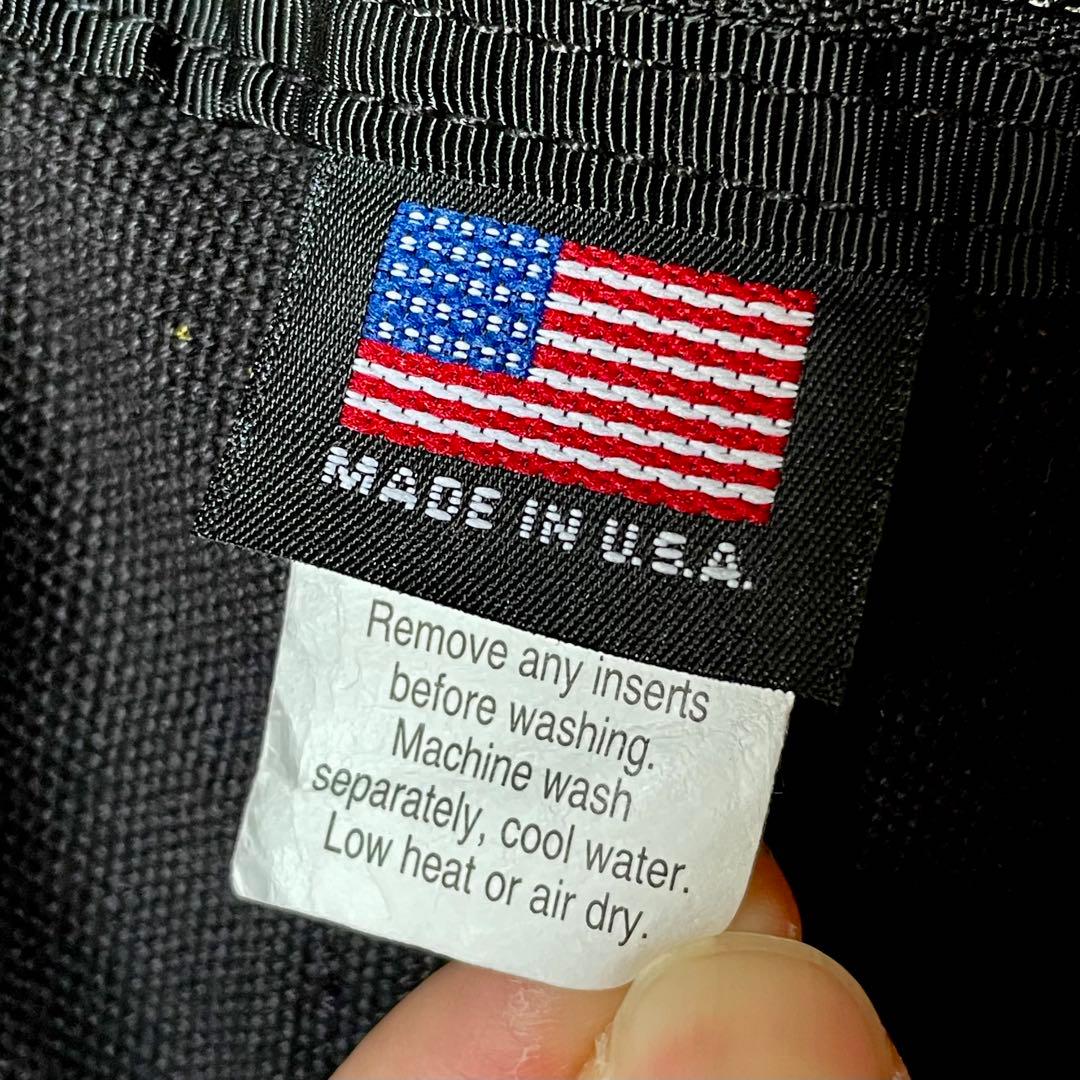 MADE IN U.S.A.
Remove any inserts
before washing.
Machine wash
separately, cool water.
Low heat or air dry.